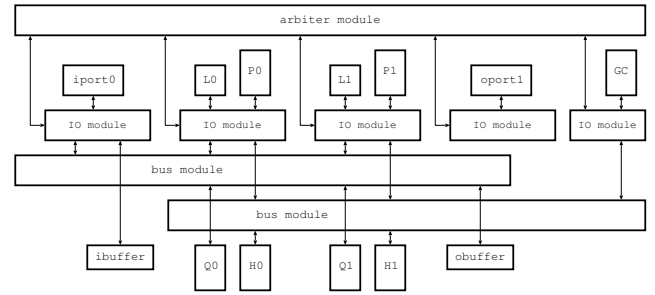 arbiter module
iport0
L0
P0
L1
P1
oport1
GC
IO module
IO module
IO module
IO module
IO module
bus module
bus module
ibuffer
Q0
H0
Q1
H1
obuffer